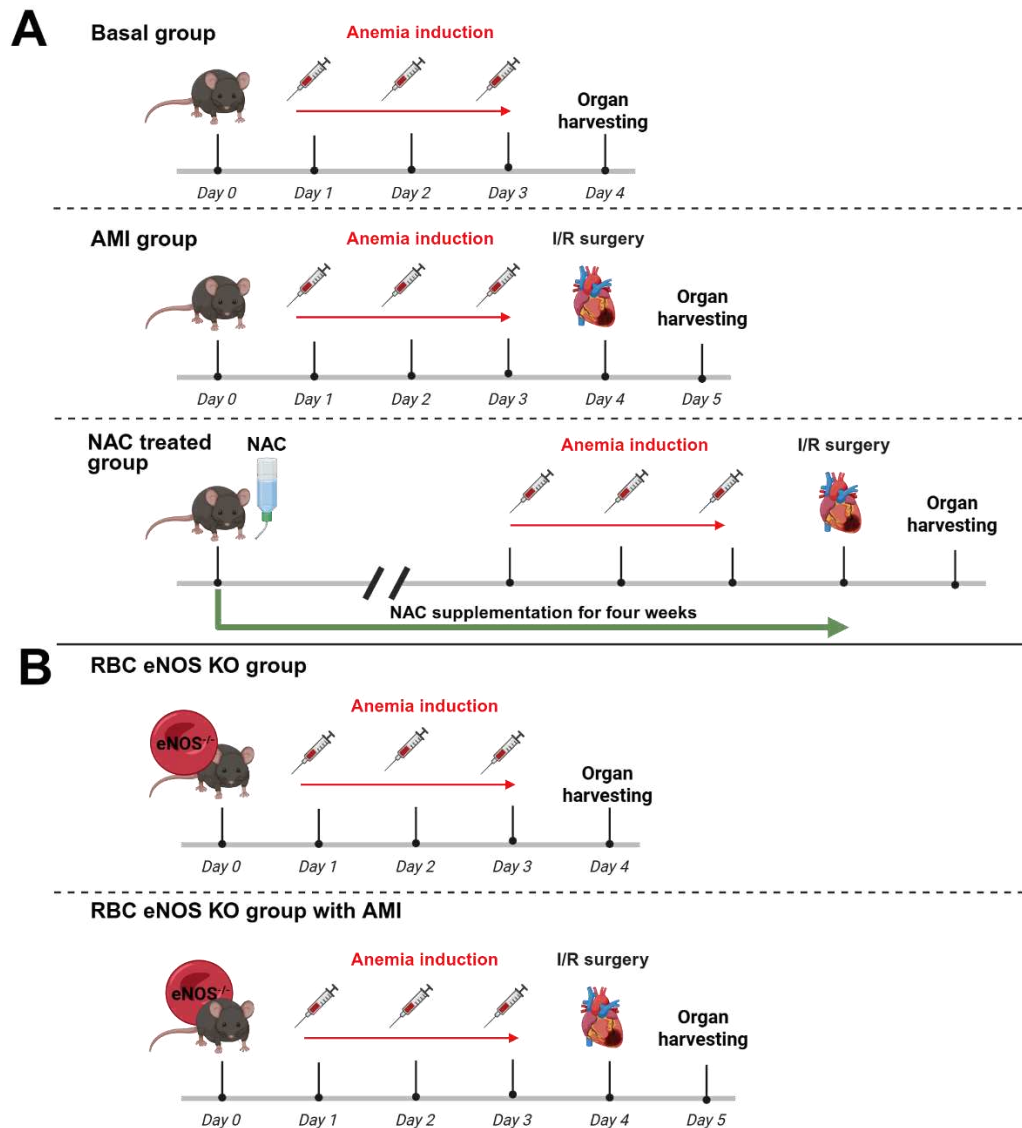 A
Basal group
Anemia induction
Organ
harvesting
Day 0 Day 1 Day 2 Day 3 Day 4
AMI group
Anemia induction
I/R surgery
Organ
harvesting
Day 0 Day 1 Day 2 Day 3 Day 4 Day 5
NAC treated
group
NAC
Anemia induction
I/R surgery
Organ
harvesting
NAC supplementation for four weeks
B
RBC eNOS KO group
Anemia induction
eNOS-/-
Organ
harvesting
Day 0 Day 1 Day 2 Day 3 Day 4
RBC eNOS KO group with AMI
Anemia induction
I/R surgery
eNOS-/-
Organ
harvesting
Day 0 Day 1 Day 2 Day 3 Day 4 Day 5